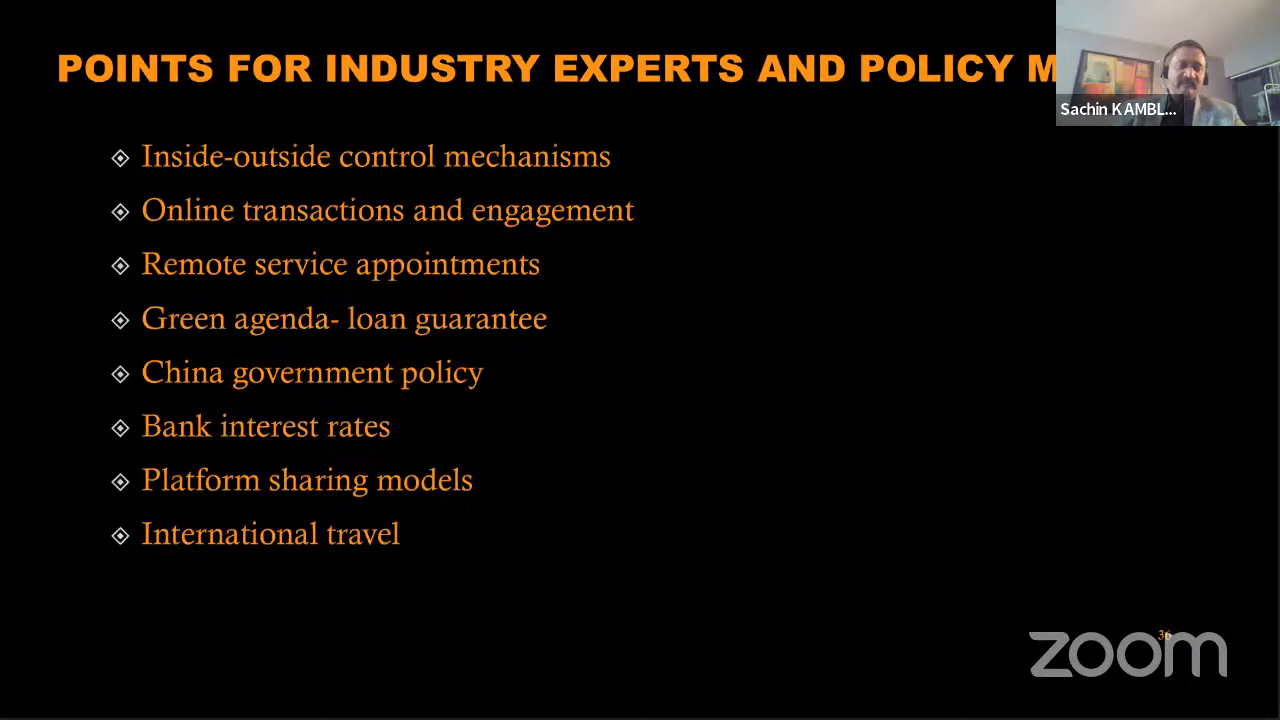 POINTS FOR INDUSTRY EXPERTS AND POLICY M
Sachin KAMBL...
Inside-outside control mechanisms
Online transactions and engagement
Remote service appointments
Green agenda- loan guarantee
China government policy
Bank interest rates
Platform sharing models
International travel
36
zoom